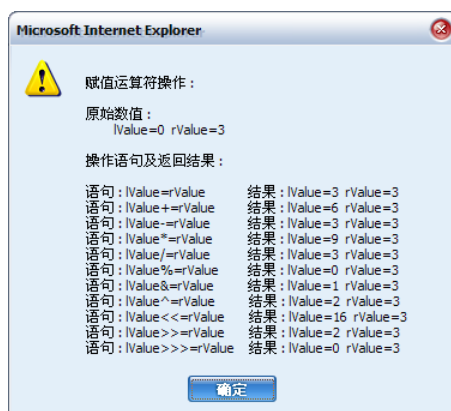 Microsoft Internet Explorer
赋值运算符操作：
原始数值：
lValue=0 rValue=3
操作语句及返回结果：
语句：lValue=rValue 结果：lValue=3 rValue=3
语句：lValue+=rValue 结果：lValue=6 rValue=3
语句：lValue-=rValue 结果：lValue=3 rValue=3
语句：lValue*=rValue 结果：lValue=9 rValue=3
语句：lValue/=rValue 结果：lValue=3 rValue=3
语句：lValue%=rValue 结果：lValue=0 rValue=3
语句：lValue&=rValue 结果：lValue=1 rValue=3
语句：lValue^=rValue 结果：lValue=2 rValue=3
语句：lValue<<=rValue 结果：lValue=16 rValue=3
语句：lValue>>=rValue 结果：lValue=2 rValue=3
语句：lValue>>>=rValue 结果：lValue=0 rValue=3
确定